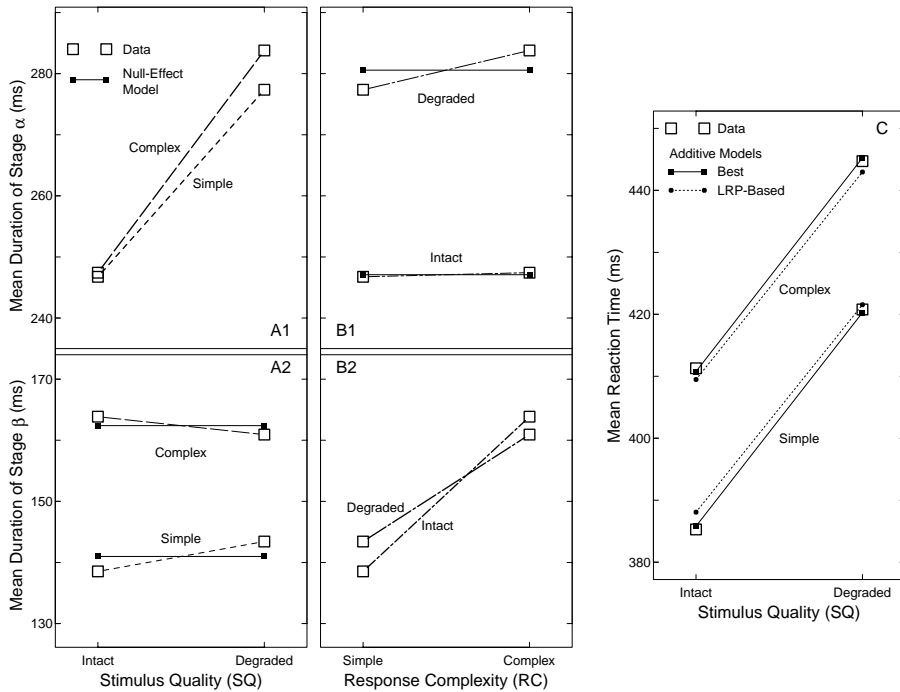 Data
Null-Effect
Model
Complex
Simple
280
260
240
Mean Duration of Stage α (ms)
A1
Degraded
Intact
B1
A2
170
150
130
Mean Duration of Stage β (ms)
Complex
Simple
Intact
Degraded
Stimulus Quality (SQ)
B2
Degraded
Intact
Simple
Complex
Response Complexity (RC)
Data
C
Additive Models
Best
LRP-Based
440
420
400
380
Mean Reaction Time (ms)
Complex
Simple
Intact
Degraded
Stimulus Quality (SQ)